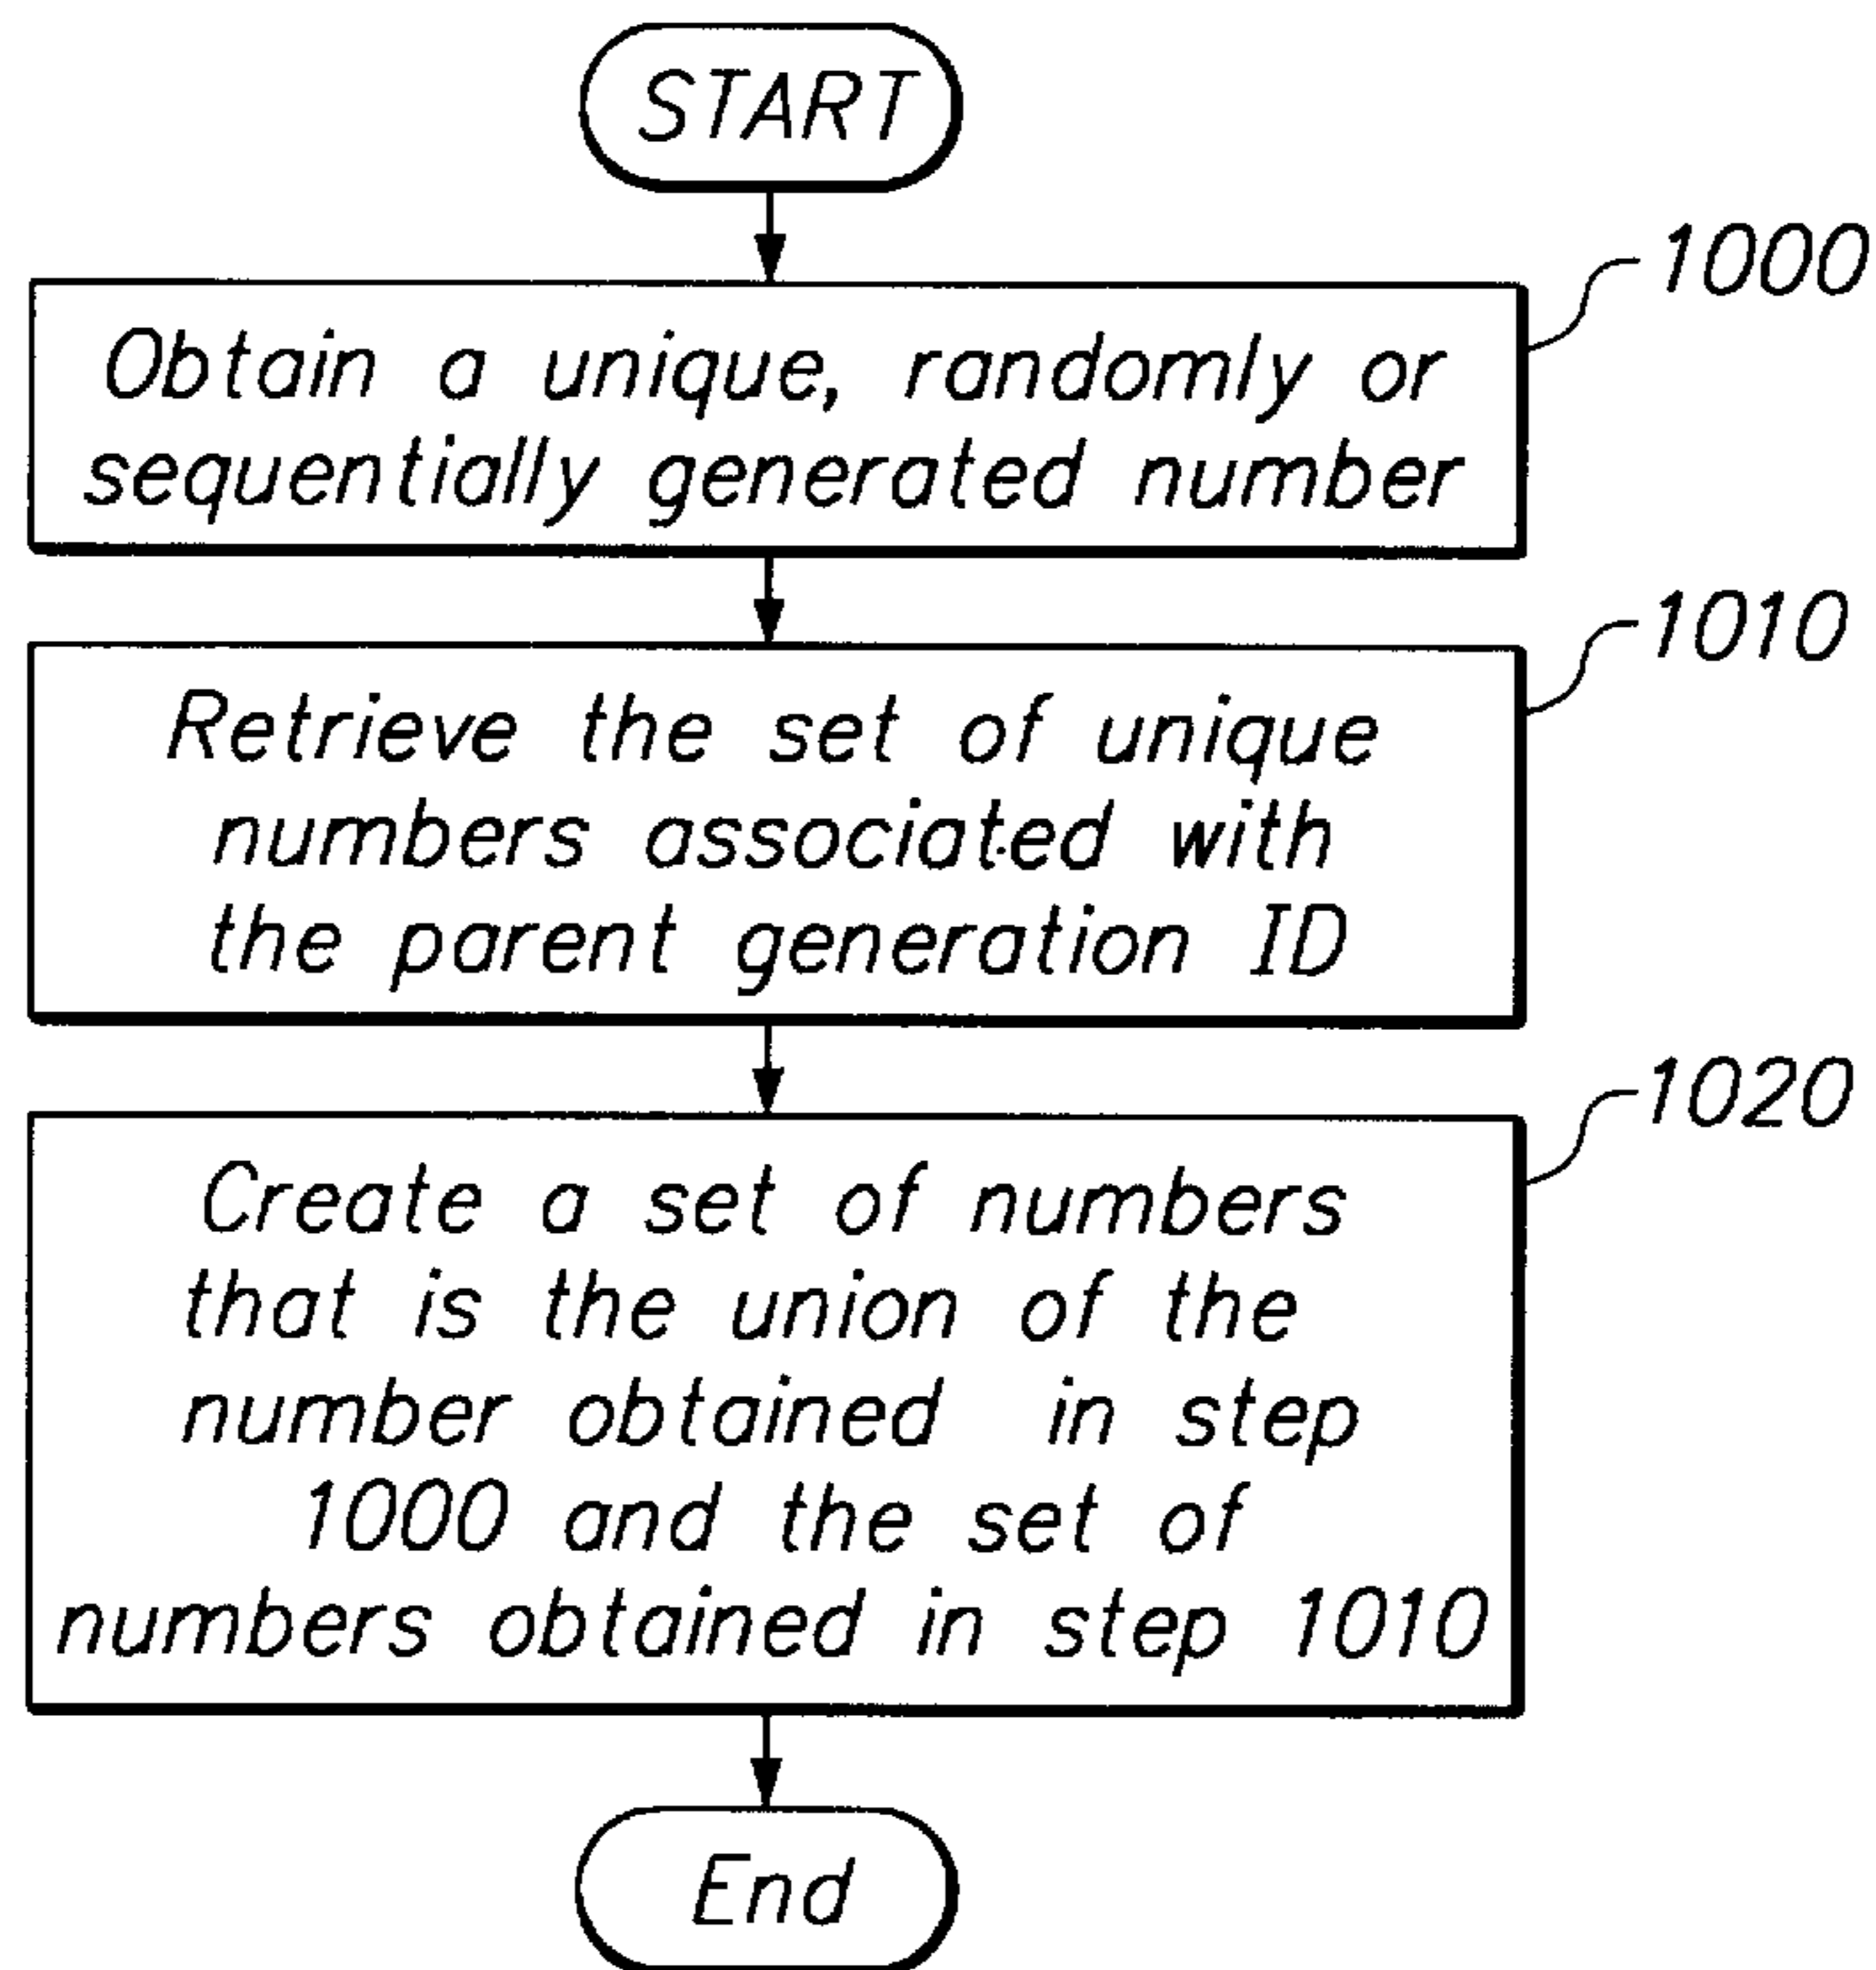 START
1000
Obtain a unique, randomly or
sequentially generated number
1010
Retrieve the set of unique
numbers associated with
the parent generation ID
1020
Create a set of numbers
that is the union of the
number obtained in step
1000 and the set of
numbers obtained in step 1010
End